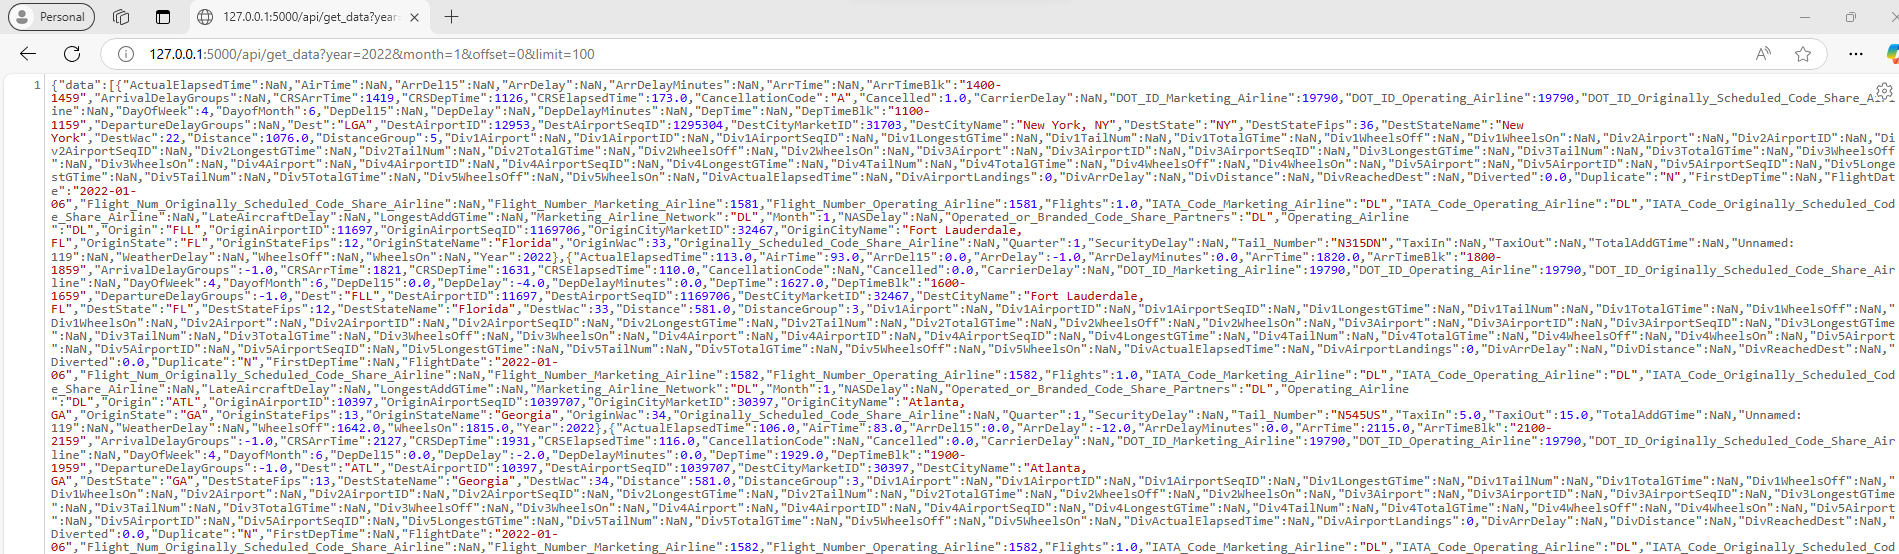 Personal
127.0.0.1:5000/api/get_data?year=
127.0.0.1:5000/api/get_data?year=2022&month=1&offset=0&limit=100
1
{"data":[{"ActualElapsedTime":NaN,"AirTime":NaN,"ArrDel15":NaN,"ArrDelay":NaN,"ArrDelayMinutes":NaN,"ArrTime":NaN,"ArrTimeBlk":"1400-
1459","ArrivalDelayGroups":NaN,"CRSArrTime":1419,"CRSDepTime":1126,"CRSElapsedTime":173.0,"CancellationCode":"A","Cancelled":1.0,"CarrierDelay":NaN,"DOT_ID_Marketing_Airline":19790,"DOT_ID_Operating_Airline":19790,"DOT_ID_Originally_Scheduled_Code_Share_A
ine":NaN,"DayOfWeek":4,"DayofMonth":6,"DepDel15":NaN,"DepDelay":NaN,"DepDelayMinutes":NaN,"DepTime":NaN,"DepTimeBlk":"1100-
1159","DepartureDelayGroups":NaN,"Dest":"LGA","DestAirportID":12953,"DestAirportSeqID":1295304,"DestCityMarketID":31703,"DestCityName":"New York, NY","DestState":"NY","DestStateFips":36,"DestStateName":"New
York","DestWac":22,"Distance":1076.0,"DistanceGroup":5,"Div1Airport":NaN,"Div1AirportID":NaN,"Div1AirportSeqID":NaN,"Div1LongestGTime":NaN,"Div1TailNum":NaN,"Div1TotalGTime":NaN,"Div1WheelsOff":NaN,"Div1WheelsOn":NaN,"Div2Airport":NaN,"Div2AirportID":NaN,"Di
v2AirportSeqID":NaN,"Div2LongestGTime":NaN,"Div2TailNum":NaN,"Div2TotalGTime":NaN,"Div2WheelsOff":NaN,"Div2WheelsOn":NaN,"Div3Airport":NaN,"Div3AirportID":NaN,"Div3AirportSeqID":NaN,"Div3LongestGTime":NaN,"Div3TailNum":NaN,"Div3TotalGTime":NaN,"Div3WheelsOff
":NaN,"Div3WheelsOn":NaN,"Div4Airport":NaN,"Div4AirportID":NaN,"Div4AirportSeqID":NaN,"Div4LongestGTime":NaN,"Div4TailNum":NaN,"Div4TotalGTime":NaN,"Div4WheelsOff":NaN,"Div4WheelsOn":NaN,"Div5Airport":NaN,"Div5AirportID":NaN,"Div5AirportSeqID":NaN,"Div5Longe
stGTime":NaN,"Div5TailNum":NaN,"Div5TotalGTime":NaN,"Div5WheelsOff":NaN,"Div5WheelsOn":NaN,"DivActualElapsedTime":NaN,"DivAirportLandings":0,"DivArrDelay":NaN,"DivDistance":NaN,"DivReachedDest":NaN,"Diverted":0.0,"Duplicate":"N","FirstDepTime":NaN,"FlightDat
e":"2022-01-
06","Flight_Num_Originally_Scheduled_Code_Share_Airline":NaN,"Flight_Number_Marketing_Airline":1581,"Flight_Number_Operating_Airline":1581,"Flights":1.0,"IATA_Code_Marketing_Airline":"DL","IATA_Code_Operating_Airline":"DL","IATA_Code_Originally_Scheduled_Cod
e_Share_Airline":NaN,"LateAircraftDelay":NaN,"LongestAddGTime":NaN,"Marketing_Airline_Network":"DL","Month":1,"NASDelay":NaN,"Operated_or_Branded_Code_Share_Partners":"DL","Operating_Airline
":"DL","Origin":"FLL","OriginAirportID":11697,"OriginAirportSeqID":1169706,"OriginCityMarketID":32467,"OriginCityName":"Fort Lauderdale,
FL","OriginState":"FL","OriginStateFips":12,"OriginStateName":"Florida","OriginWac":33,"Originally_Scheduled_Code_Share_Airline":NaN,"Quarter":1,"SecurityDelay":NaN,"Tail_Number":"N315DN","TaxiIn":NaN,"TaxiOut":NaN,"TotalAddGTime":NaN,"Unnamed:
119":NaN,"WeatherDelay":NaN,"WheelsOff":NaN,"WheelsOn":NaN,"Year":2022},{"ActualElapsedTime":113.0,"AirTime":93.0,"ArrDel15":0.0,"ArrDelay":-1.0,"ArrDelayMinutes":0.0,"ArrTime":1820.0,"ArrTimeBlk":"1800-
1859","ArrivalDelayGroups":-1.0,"CRSArrTime":1821,"CRSDepTime":1631,"CRSElapsedTime":110.0,"CancellationCode":NaN,"Cancelled":0.0,"CarrierDelay":NaN,"DOT_ID_Marketing_Airline":19790,"DOT_ID_Operating_Airline":19790,"DOT_ID_Originally_Scheduled_Code_Share_Air
line":NaN,"DayOfWeek":4,"DayofMonth":6,"DepDel15":0.0,"DepDelay":-4.0,"DepDelayMinutes":0.0,"DepTime":1627.0,"DepTimeBlk":"1600-
1659","DepartureDelayGroups":-1.0,"Dest":"FLL","DestAirportID":11697,"DestAirportSeqID":1169706,"DestCityMarketID":32467,"DestCityName":"Fort Lauderdale,
FL","DestState":"FL","DestStateFips":12,"DestStateName":"Florida","DestWac":33,"Distance":581.0,"DistanceGroup":3,"Div1Airport":NaN,"Div1AirportID":NaN,"Div1AirportSeqID":NaN,"Div1LongestGTime":NaN,"Div1TailNum":NaN,"Div1TotalGTime":NaN,"Div1WheelsOff":NaN,"
Div1WheelsOn":NaN,"Div2Airport":NaN,"Div2AirportID":NaN,"Div2AirportSeqID":NaN,"Div2LongestGTime":NaN,"Div2TailNum":NaN,"Div2TotalGTime":NaN,"Div2WheelsOff":NaN,"Div2WheelsOn":NaN,"Div3Airport":NaN,"Div3AirportID":NaN,"Div3AirportSeqID":NaN,"Div3LongestGTime
":NaN,"Div3TailNum":NaN,"Div3TotalGTime":NaN,"Div3WheelsOff":NaN,"Div3WheelsOn":NaN,"Div4Airport":NaN,"Div4AirportID":NaN,"Div4AirportSeqID":NaN,"Div4LongestGTime":NaN,"Div4TailNum":NaN,"Div4TotalGTime":NaN,"Div4WheelsOff":NaN,"Div4WheelsOn":NaN,"Div5Airport
":NaN,"Div5AirportID":NaN,"Div5AirportSeqID":NaN,"Div5LongestGTime":NaN,"Div5TailNum":NaN,"Div5TotalGTime":NaN,"Div5WheelsOff":NaN,"Div5WheelsOn":NaN,"DivActualElapsedTime":NaN,"DivAirportLandings":0,"DivArrDelay":NaN,"DivDistance":NaN,"DivReachedDest":NaN,"
Diverted":0.0,"Duplicate":"N","FirstDepTime":NaN,"FlightDate":"2022-01-
06","Flight_Num_Originally_Scheduled_Code_Share_Airline":NaN,"Flight_Number_Marketing_Airline":1582,"Flight_Number_Operating_Airline":1582,"Flights":1.0,"IATA_Code_Marketing_Airline":"DL","IATA_Code_Operating_Airline":"DL","IATA_Code_Originally_Scheduled_Cod
e_Share_Airline":NaN,"LateAircraftDelay":NaN,"LongestAddGTime":NaN,"Marketing_Airline_Network":"DL","Month":1,"NASDelay":NaN,"Operated_or_Branded_Code_Share_Partners":"DL","Operating_Airline
":"DL","Origin":"ATL","OriginAirportID":10397,"OriginAirportSeqID":1039707,"OriginCityMarketID":30397,"OriginCityName":"Atlanta,
GA","OriginState":"GA","OriginStateFips":13,"OriginStateName":"Georgia","OriginWac":34,"Originally_Scheduled_Code_Share_Airline":NaN,"Quarter":1,"SecurityDelay":NaN,"Tail_Number":"N545US","TaxiIn":5.0,"TaxiOut":15.0,"TotalAddGTime":NaN,"Unnamed:
119":NaN,"WeatherDelay":NaN,"WheelsOff":1642.0,"WheelsOn":1815.0,"Year":2022},{"ActualElapsedTime":106.0,"AirTime":83.0,"ArrDel15":0.0,"ArrDelay":-12.0,"ArrDelayMinutes":0.0,"ArrTime":2115.0,"ArrTimeBlk":"2100-
2159","ArrivalDelayGroups":-1.0,"CRSArrTime":2127,"CRSDepTime":1931,"CRSElapsedTime":116.0,"CancellationCode":NaN,"Cancelled":0.0,"CarrierDelay":NaN,"DOT_ID_Marketing_Airline":19790,"DOT_ID_Operating_Airline":19790,"DOT_ID_Originally_Scheduled_Code_Share_Air
line":NaN,"DayOfWeek":4,"DayofMonth":6,"DepDel15":0.0,"DepDelay":-2.0,"DepDelayMinutes":0.0,"DepTime":1929.0,"DepTimeBlk":"1900-
1959","DepartureDelayGroups":-1.0,"Dest":"ATL","DestAirportID":10397,"DestAirportSeqID":1039707,"DestCityMarketID":30397,"DestCityName":"Atlanta,
GA","DestState":"GA","DestStateFips":13,"DestStateName":"Georgia","DestWac":34,"Distance":581.0,"DistanceGroup":3,"Div1Airport":NaN,"Div1AirportID":NaN,"Div1AirportSeqID":NaN,"Div1LongestGTime":NaN,"Div1TailNum":NaN,"Div1TotalGTime":NaN,"Div1WheelsOff":NaN,"
Div1WheelsOn":NaN,"Div2Airport":NaN,"Div2AirportID":NaN,"Div2AirportSeqID":NaN,"Div2LongestGTime":NaN,"Div2TailNum":NaN,"Div2TotalGTime":NaN,"Div2WheelsOff":NaN,"Div2WheelsOn":NaN,"Div3Airport":NaN,"Div3AirportID":NaN,"Div3AirportSeqID":NaN,"Div3LongestGTime
":NaN,"Div3TailNum":NaN,"Div3TotalGTime":NaN,"Div3WheelsOff":NaN,"Div3WheelsOn":NaN,"Div4Airport":NaN,"Div4AirportID":NaN,"Div4AirportSeqID":NaN,"Div4LongestGTime":NaN,"Div4TailNum":NaN,"Div4TotalGTime":NaN,"Div4WheelsOff":NaN,"Div4WheelsOn":NaN,"Div5Airport
":NaN,"Div5AirportID":NaN,"Div5AirportSeqID":NaN,"Div5LongestGTime":NaN,"Div5TailNum":NaN,"Div5TotalGTime":NaN,"Div5WheelsOff":NaN,"Div5WheelsOn":NaN,"DivActualElapsedTime":NaN,"DivAirportLandings":0,"DivArrDelay":NaN,"DivDistance":NaN,"DivReachedDest":NaN,"
Diverted":0.0,"Duplicate":"N","FirstDepTime":NaN,"FlightDate":"2022-01-
06","Flight_Num_Originally_Scheduled_Code_Share_Airline":NaN,"Flight_Number_Marketing_Airline":1582,"Flight_Number_Operating_Airline":1582,"Flights":1.0,"IATA_Code_Marketing_Airline":"DL","IATA_Code_Operating_Airline":"DL","IATA_Code_Originally_Scheduled_Cod